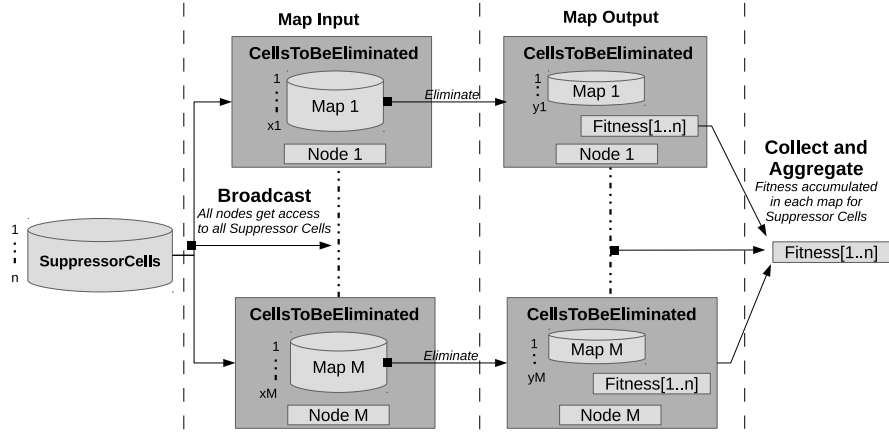 Map Input
Map Output
CellsToBeEliminated
1
x1
Map 1
Node 1
Eliminate
CellsToBeEliminated
1
y1
Map 1
Fitness[1..n]
Node 1
Broadcast
All nodes get access
to all Suppressor Cells
1
n
SuppressorCells
Collect and
Aggregate
Fitness accumulated
in each map for
Suppressor Cells
Fitness[1..n]
CellsToBeEliminated
1
xM
Map M
Node M
Eliminate
CellsToBeEliminated
1
yM
Map M
Fitness[1..n]
Node M